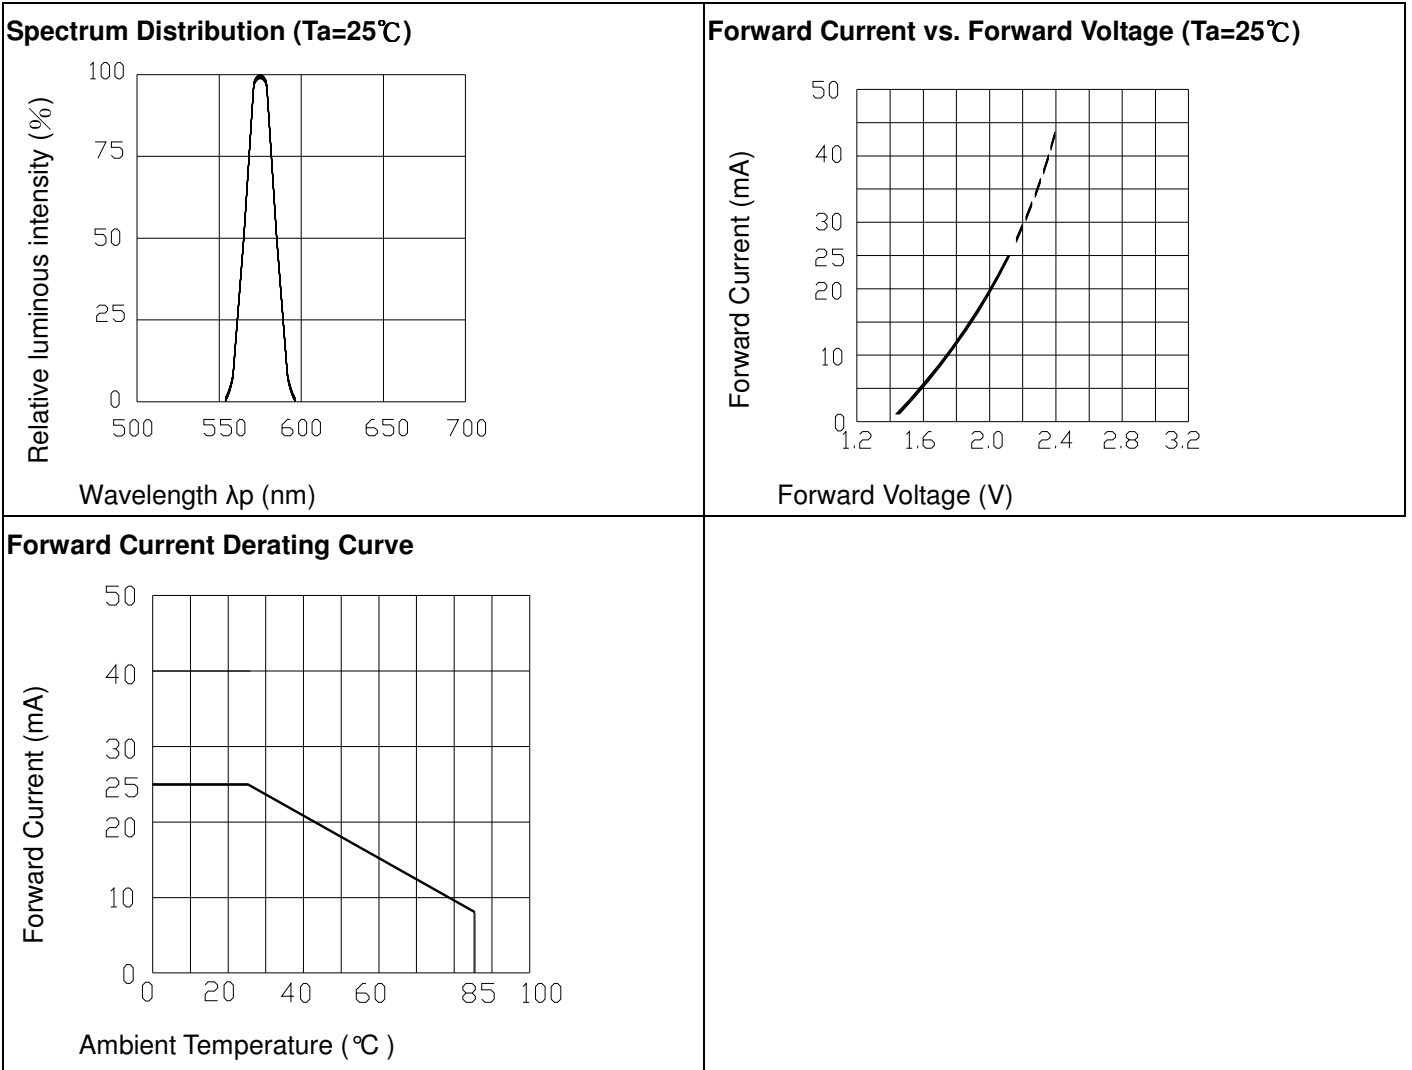 Spectrum Distribution (Ta=25℃)
100
75
50
25
0
500 550 600 650 700
Relative luminous intensity (%)
Wavelength λp (nm)
Forward Current vs. Forward Voltage (Ta=25℃)
50
40
30
25
20
10
0
1.2 1.6 2.0 2.4 2.8 3.2
Forward Current (mA)
Forward Voltage (V)
Forward Current Derating Curve
50
40
30
25
20
10
0
0 20 40 60 85 100
Forward Current (mA)
Ambient Temperature ( ℃ )